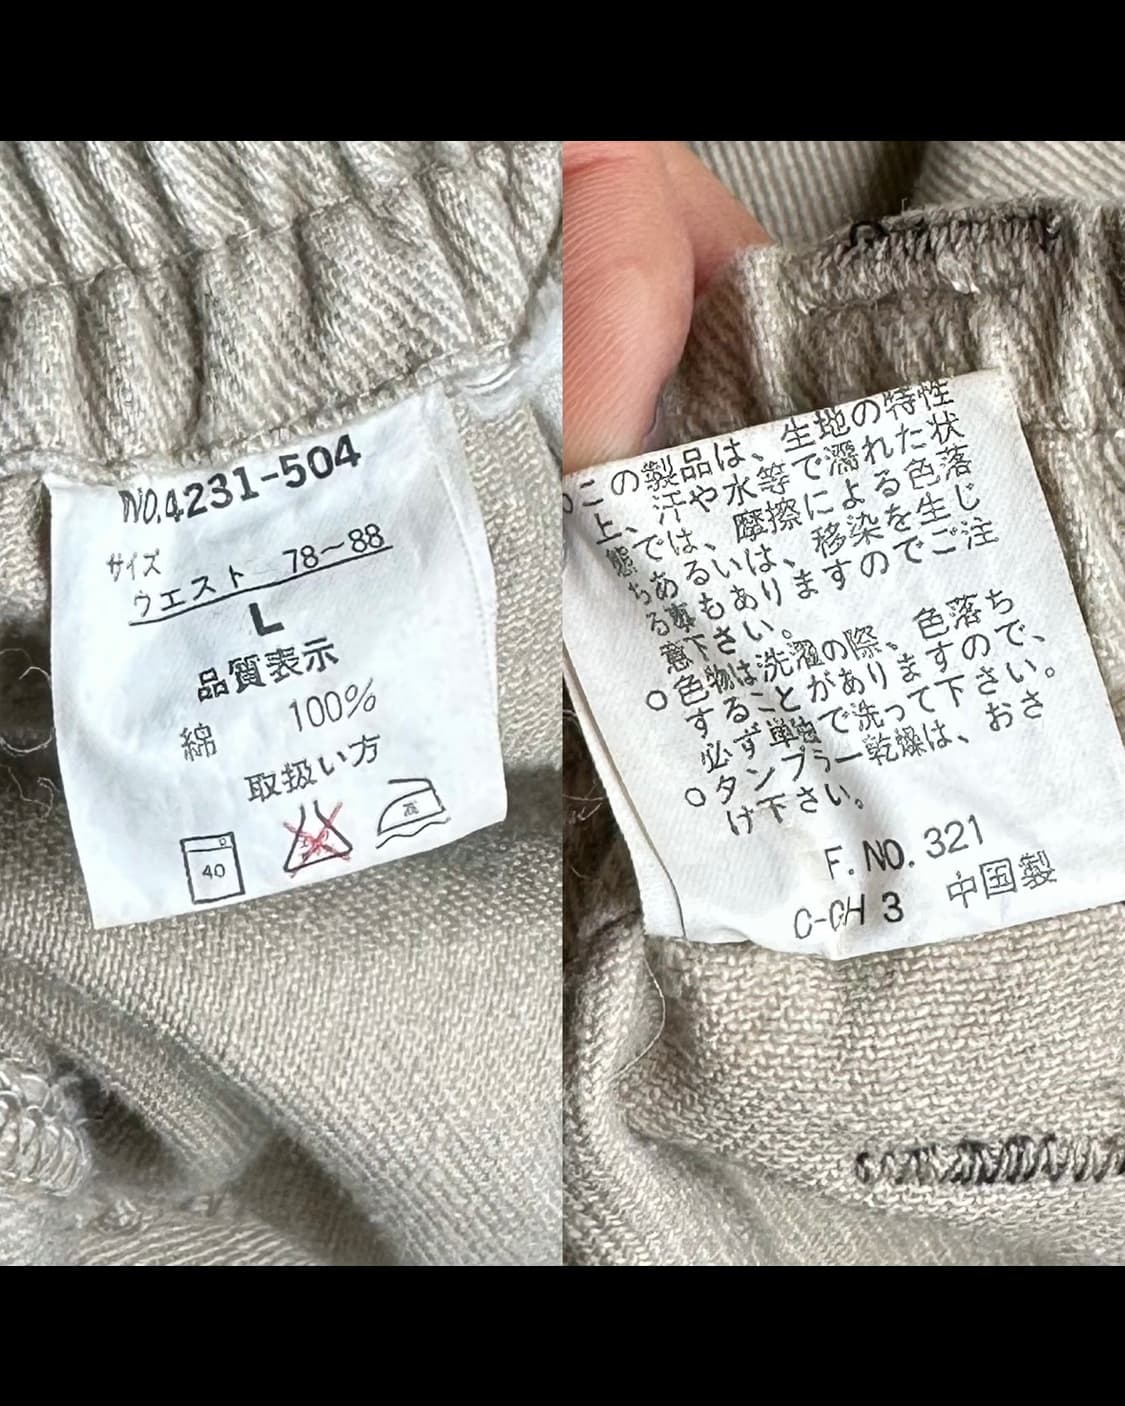 NO.4231-504
サイズ
ウエスト 78～88
L
品質表示
綿 100%
取扱い方
40
○この製品は、生地の特性
上、汗や水等で濡れた状
態では、摩擦による色落
ちあるいは、移染を生じ
る事もありますのでご注
意下さい。
○色物は洗濯の際、色落ち
することがありますので、
必ず単独で洗って下さい。
○タンブラー乾燥は、おさ
け下さい。
F. NO. 321
C-CH 3 中国製